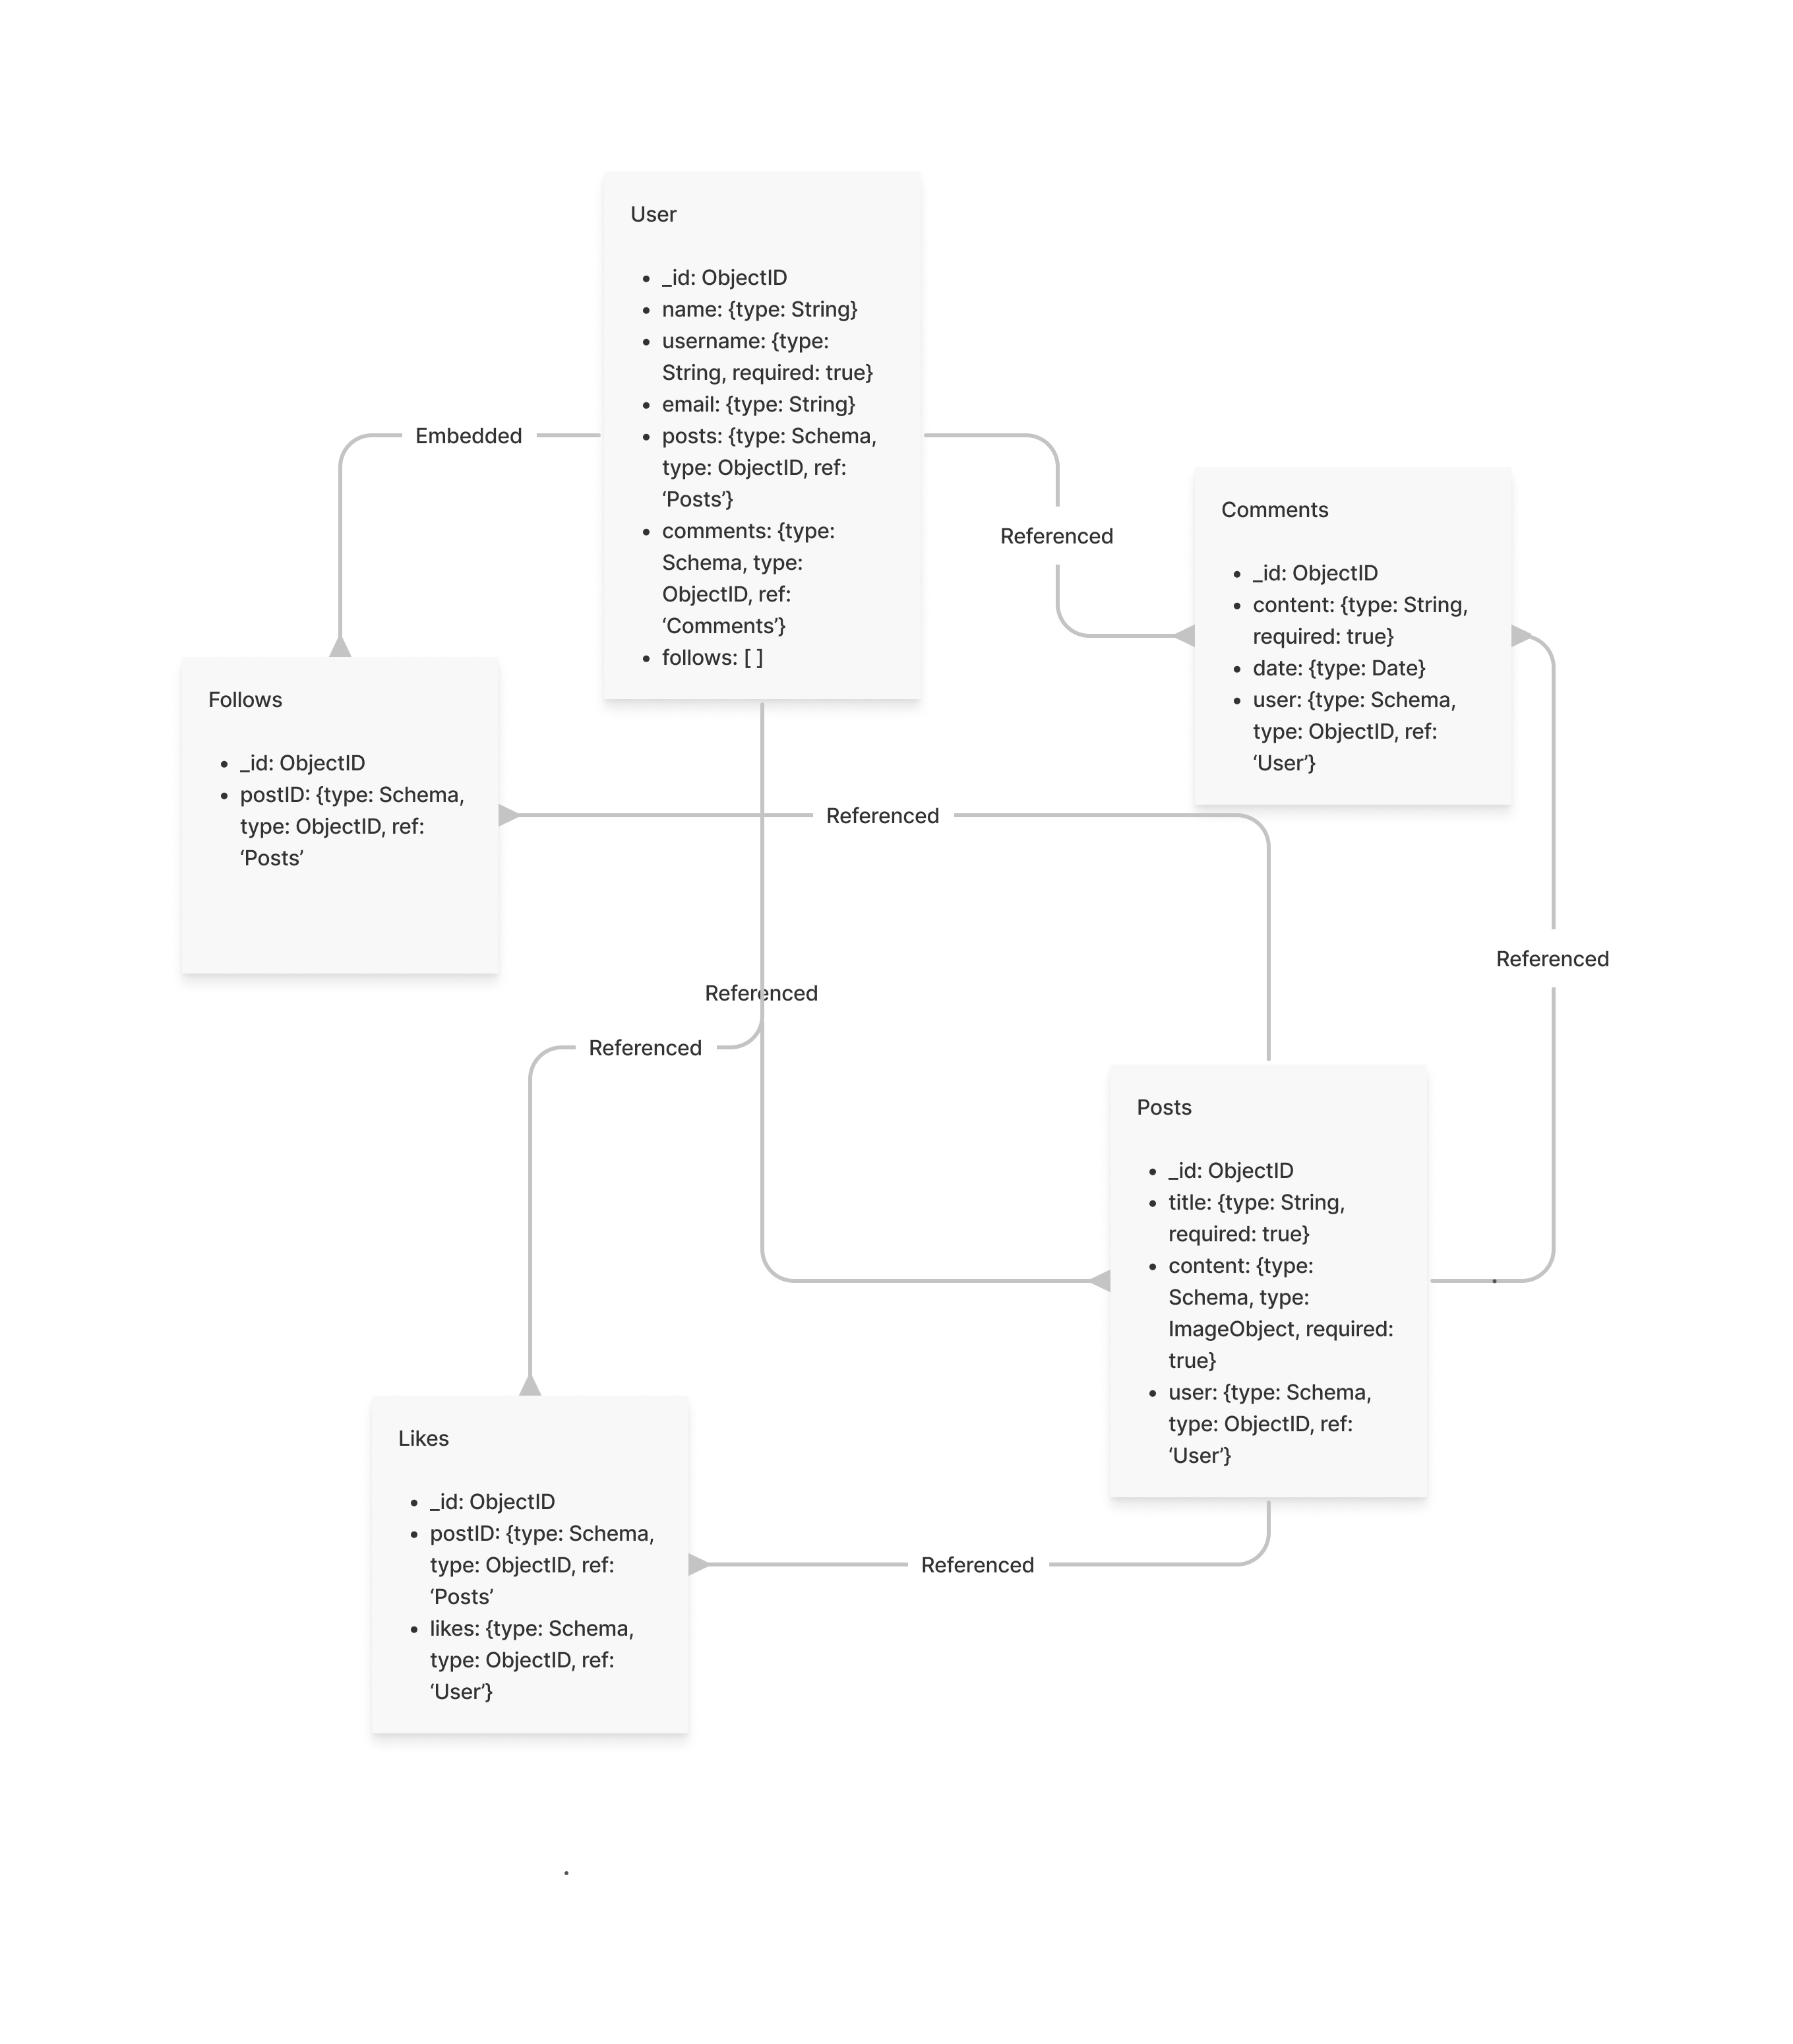 User
• _id: ObjectID
• name: {type: String}
• username: {type:
String, required: true}
• email: {type: String}
• posts: {type: Schema,
type: ObjectID, ref:
‘Posts’}
• comments: {type:
Schema, type:
ObjectID, ref:
‘Comments’}
• follows: [ ]
Embedded
Referenced
Comments
• _id: ObjectID
• content: {type: String,
required: true}
• date: {type: Date}
• user: {type: Schema,
type: ObjectID, ref:
‘User’}
Follows
• _id: ObjectID
• postID: {type: Schema,
type: ObjectID, ref:
‘Posts’
Referenced
Referenced
Referenced
Referenced
Posts
• _id: ObjectID
• title: {type: String,
required: true}
• content: {type:
Schema, type:
ImageObject, required:
true}
• user: {type: Schema,
type: ObjectID, ref:
‘User’}
Likes
• _id: ObjectID
• postID: {type: Schema,
type: ObjectID, ref:
‘Posts’
• likes: {type: Schema,
type: ObjectID, ref:
‘User’}
Referenced